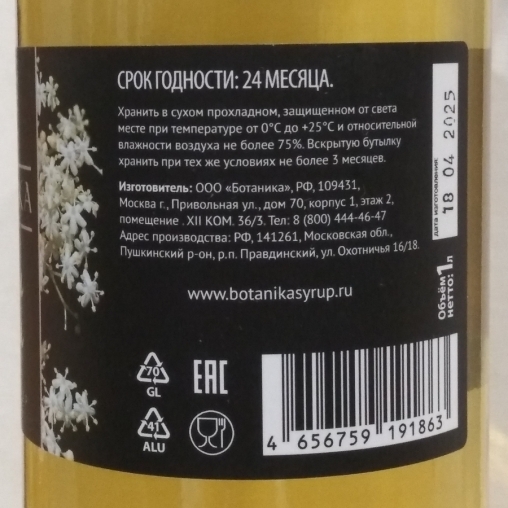 СРОК ГОДНОСТИ: 24 МЕСЯЦА.
Хранить в сухом прохладном, защищенном от света
месте при температуре от 0°С до +25°С и относительной
влажности воздуха не более 75%. Вскрытую бутылку
хранить при тех же условиях не более 3 месяцев.
Изготовитель: ООО «Ботаника», РФ, 109431,
Москва г., Привольная ул., дом 70, корпус 1, этаж 2,
помещение . XII КОМ. 36/3. Тел: 8 (800) 444-46-47
Адрес производства: РФ, 141261, Московская обл.,
Пушкинский р-он, р.п. Правдинский, ул. Охотничья 16/18.
www.botanikasyrup.ru
дата изготовления:
18 04 2025
Объём
нетто: 1л
70
GL
EAC
41
ALU
4 656759 191863